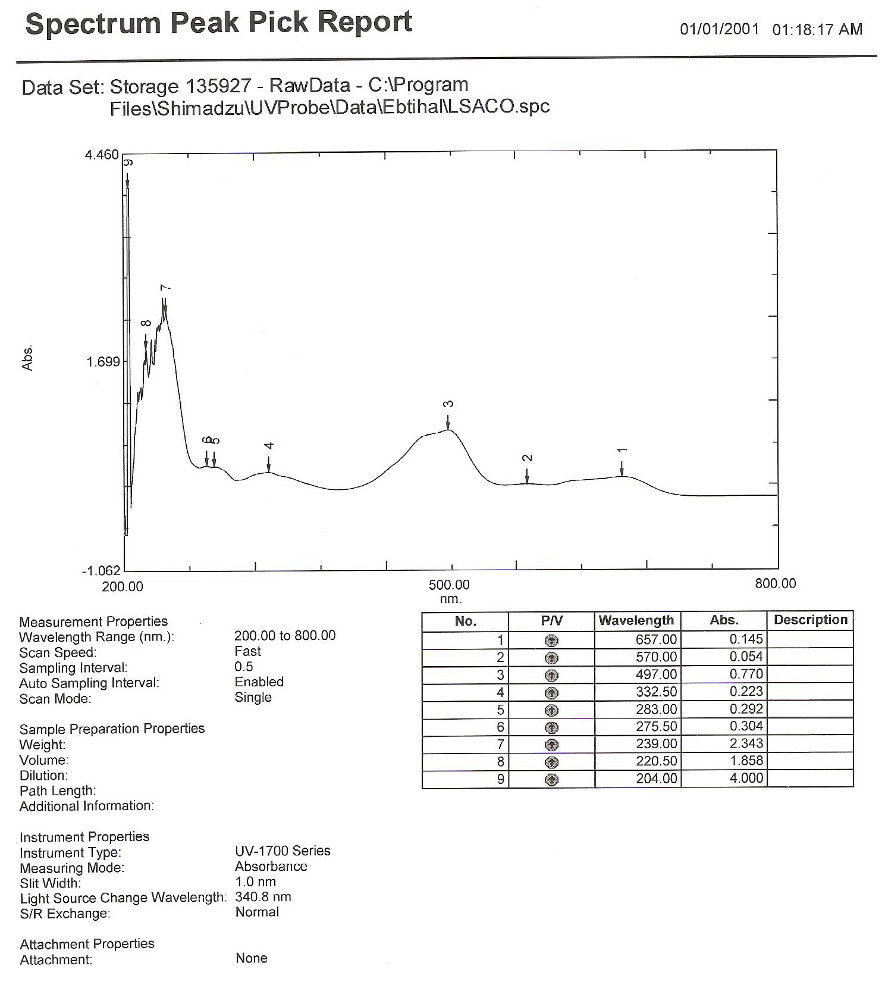 Spectrum Peak Pick Report
01/01/2001 01:18:17 AM
Data Set: Storage 135927 - RawData - C:\Program
Files\Shimadzu\UVProbe\Data\Ebtihal\LSACO.spc
4.460
9
7
8
Abs.
1.699
3
6
5
4
2
1
-1.062
200.00
500.00
800.00
nm.
Measurement Properties
Wavelength Range (nm.): 200.00 to 800.00
Scan Speed: Fast
Sampling Interval: 0.5
Auto Sampling Interval: Enabled
Scan Mode: Single
Sample Preparation Properties
Weight:
Volume:
Dilution:
Path Length:
Additional Information:
Instrument Properties
Instrument Type: UV-1700 Series
Measuring Mode: Absorbance
Slit Width: 1.0 nm
Light Source Change Wavelength: 340.8 nm
S/R Exchange: Normal
Attachment Properties
Attachment: None
No. P/V Wavelength Abs. Description
1 657.00 0.145
2 570.00 0.054
3 497.00 0.770
4 332.50 0.223
5 283.00 0.292
6 275.50 0.304
7 239.00 2.343
8 220.50 1.858
9 204.00 4.000